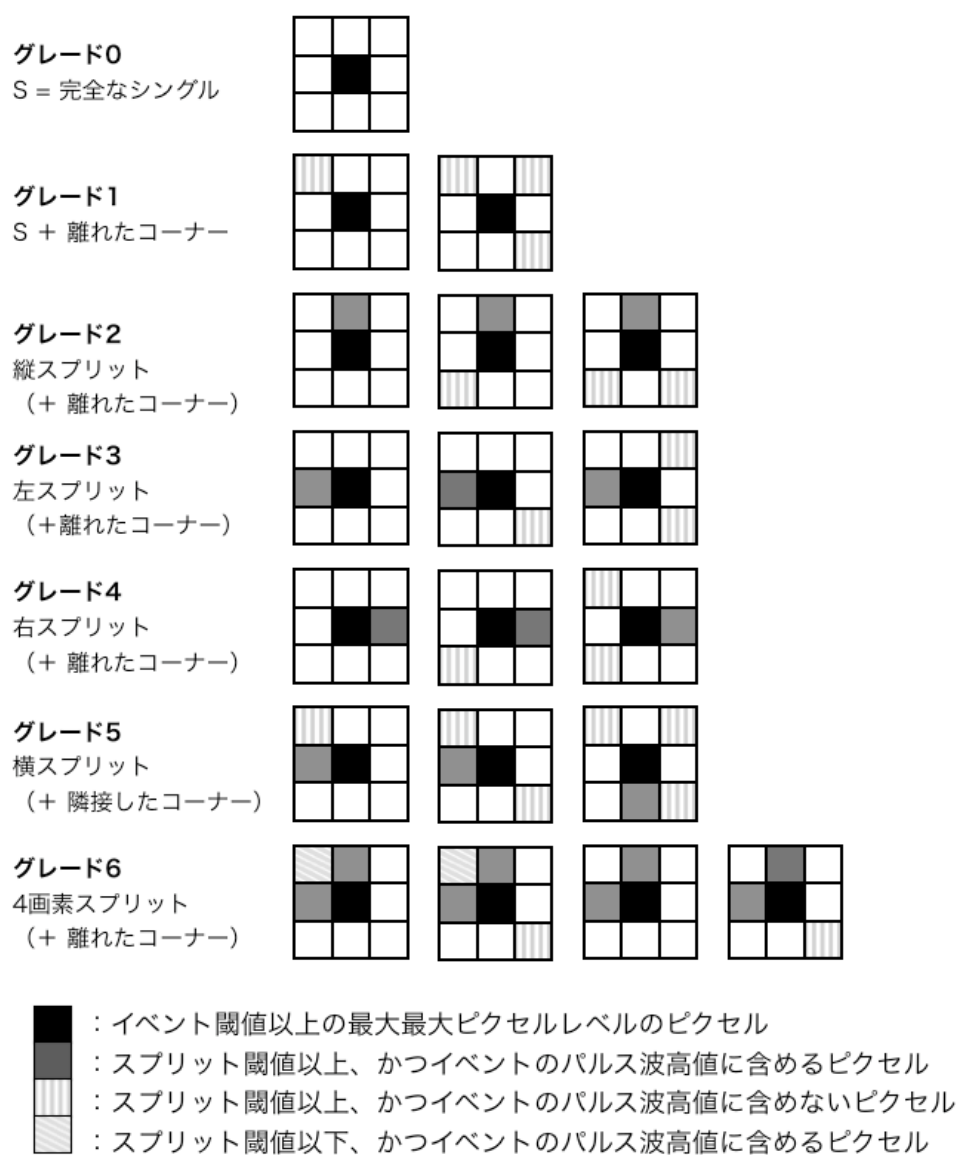 グレード0
S = 完全なシングル
グレード1
S + 離れたコーナー
グレード2
縦スプリット
(+ 離れたコーナー)
グレード3
左スプリット
(+離れたコーナー)
グレード4
右スプリット
(+ 離れたコーナー)
グレード5
横スプリット
(+ 隣接したコーナー)
グレード6
4画素スプリット
(+ 離れたコーナー)
:イベント閾値以上の最大最大ピクセルレベルのピクセル
:スプリット閾値以上、かつイベントのパルス波高値に含めるピクセル
:スプリット閾値以上、かつイベントのパルス波高値に含めないピクセル
:スプリット閾値以下、かつイベントのパルス波高値に含めるピクセル